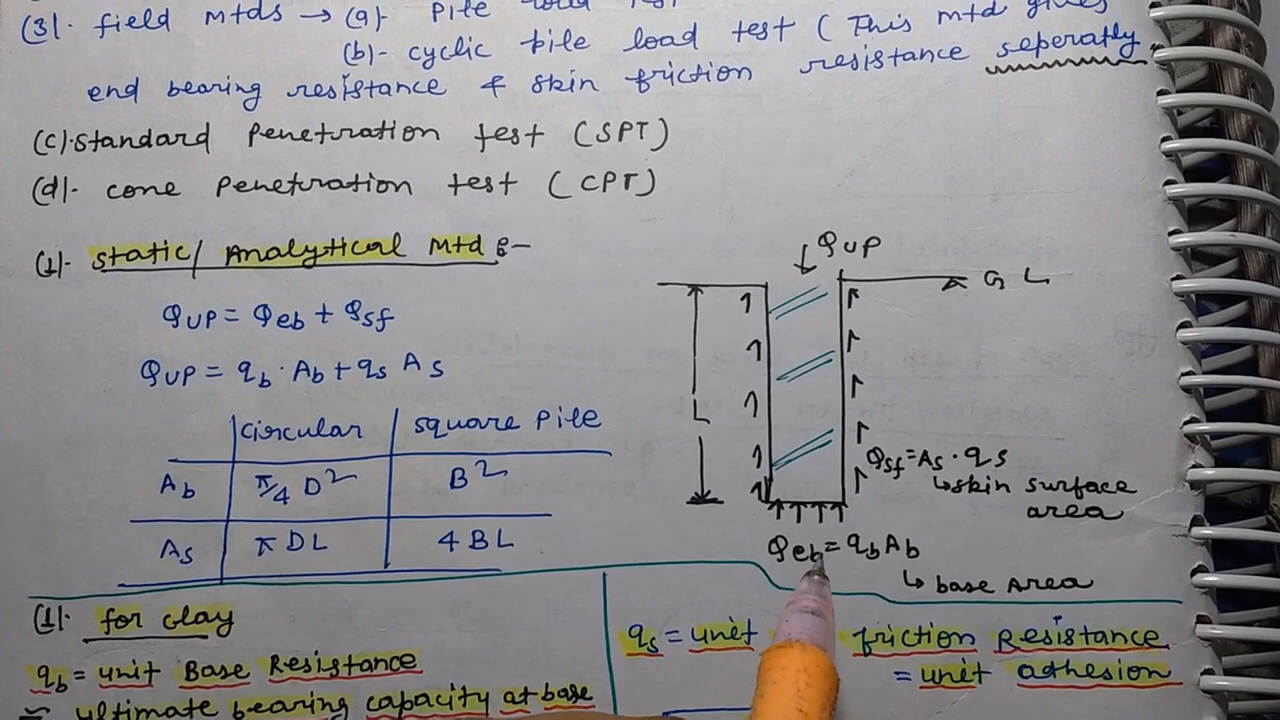 (3)· field mtds → (a)· Pile load Test
(b)· cyclic pile load test ( This mtd gives
end bearing resistance & skin friction resistance seperatly
(c)·standard Penetration test (SPT)
(d)· cone Penetration test ( CPT)
(1)· static/ Analytical Mtd :-
QUP = Qeb + Qsf
QUP = qb · Ab + qs As
circular square Pile
Ab π/4 D² B²
As π DL 4 BL
QUP
G L
L
Qsf = As · qs
↳skin surface
area
Qeb = qb Ab
↳ base Area
(1)· for clay
qb = unit Base Resistance
= ultimate bearing capacity at base
qs = unit friction Resistance
= unit adhesion